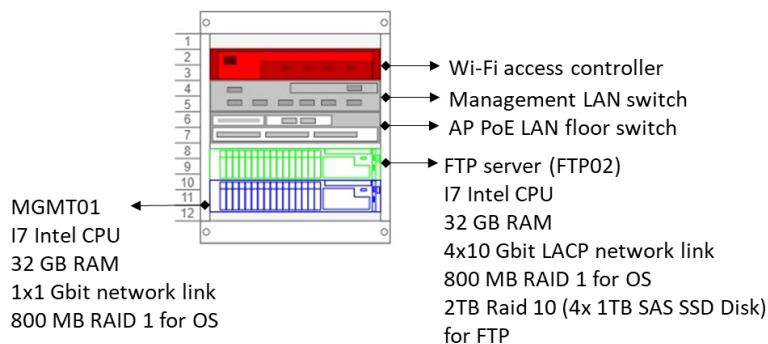 1
2
3
4
5
6
7
8
9
10
11
12
Wi-Fi access controller
Management LAN switch
AP PoE LAN floor switch
FTP server (FTP02)
I7 Intel CPU
32 GB RAM
4x10 Gbit LACP network link
800 MB RAID 1 for OS
2TB Raid 10 (4x 1TB SAS SSD Disk)
for FTP
MGMT01
I7 Intel CPU
32 GB RAM
1x1 Gbit network link
800 MB RAID 1 for OS